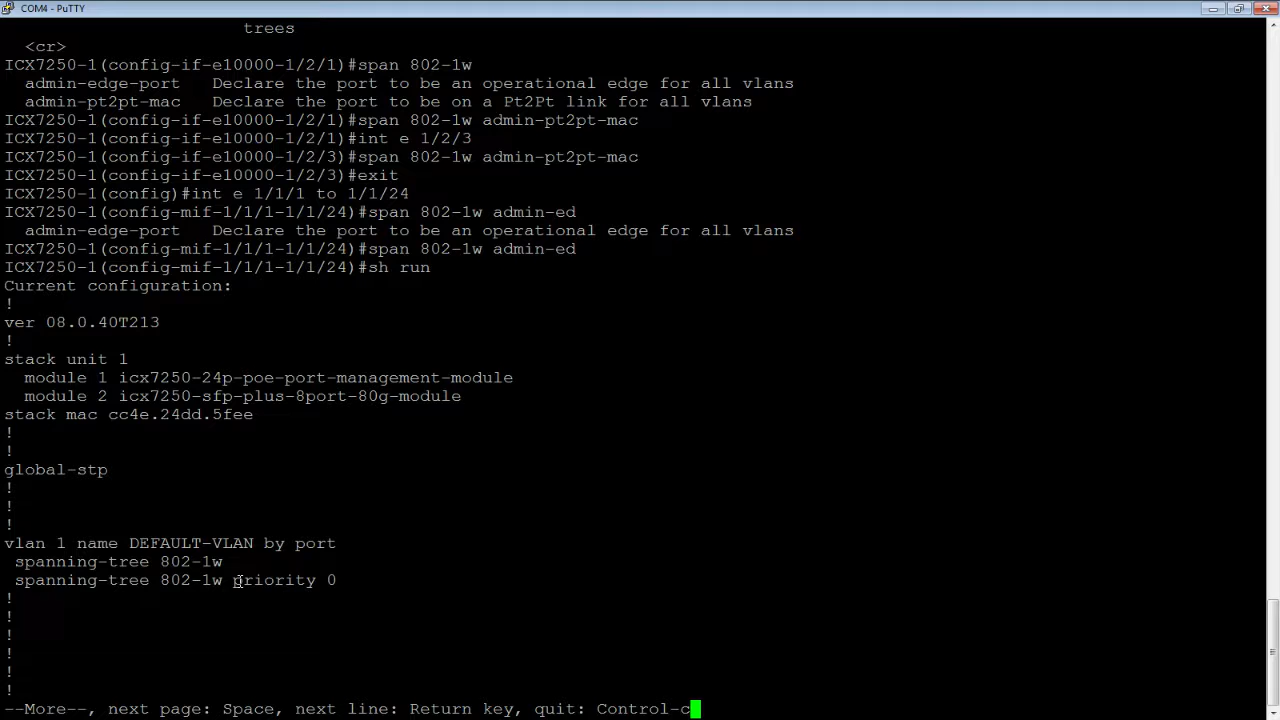 COM4 - PuTTY
trees
<cr>
ICX7250-1(config-if-e10000-1/2/1)#span 802-1w
admin-edge-port   Declare the port to be an operational edge for all vlans
admin-pt2pt-mac   Declare the port to be on a Pt2Pt link for all vlans
ICX7250-1(config-if-e10000-1/2/1)#span 802-1w admin-pt2pt-mac
ICX7250-1(config-if-e10000-1/2/1)#int e 1/2/3
ICX7250-1(config-if-e10000-1/2/3)#span 802-1w admin-pt2pt-mac
ICX7250-1(config-if-e10000-1/2/3)#exit
ICX7250-1(config)#int e 1/1/1 to 1/1/24
ICX7250-1(config-mif-1/1/1-1/1/24)#span 802-1w admin-ed
admin-edge-port   Declare the port to be an operational edge for all vlans
ICX7250-1(config-mif-1/1/1-1/1/24)#span 802-1w admin-ed
ICX7250-1(config-mif-1/1/1-1/1/24)#sh run
Current configuration:
!
ver 08.0.40T213
!
stack unit 1
module 1 icx7250-24p-poe-port-management-module
module 2 icx7250-sfp-plus-8port-80g-module
stack mac cc4e.24dd.5fee
!
!
global-stp
!
!
!
vlan 1 name DEFAULT-VLAN by port
spanning-tree 802-1w
spanning-tree 802-1w priority 0
!
!
!
!
!
!
--More--, next page: Space, next line: Return key, quit: Control-c